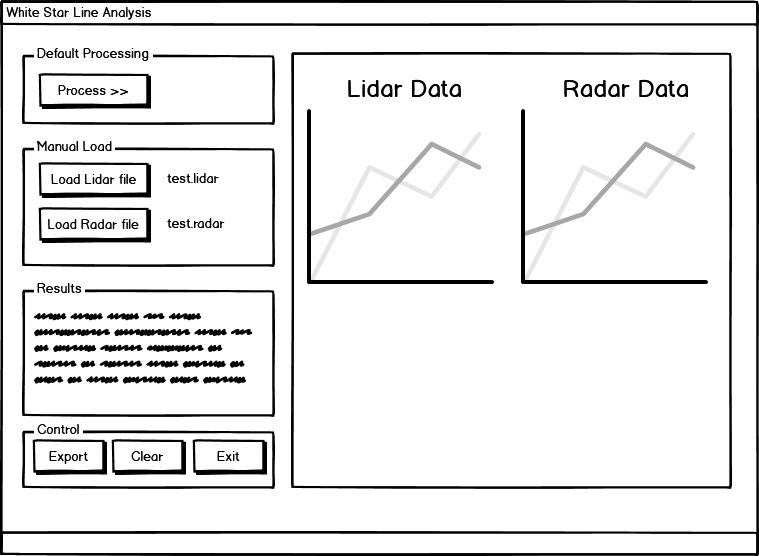 White Star Line Analysis
Default Processing
Process >>
Manual Load
Load Lidar file test.lidar
Load Radar file test.radar
Results
Control
Export Clear Exit
Lidar Data Radar Data